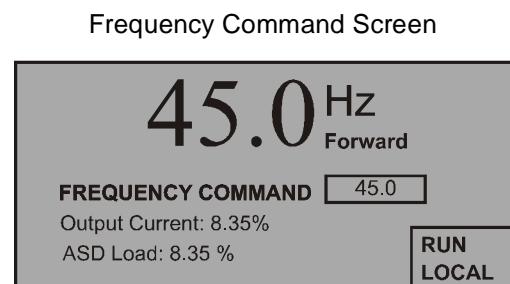 Frequency Command Screen
45.0 Hz
Forward
FREQUENCY COMMAND 45.0
Output Current: 8.35%
ASD Load: 8.35 %
RUN
LOCAL